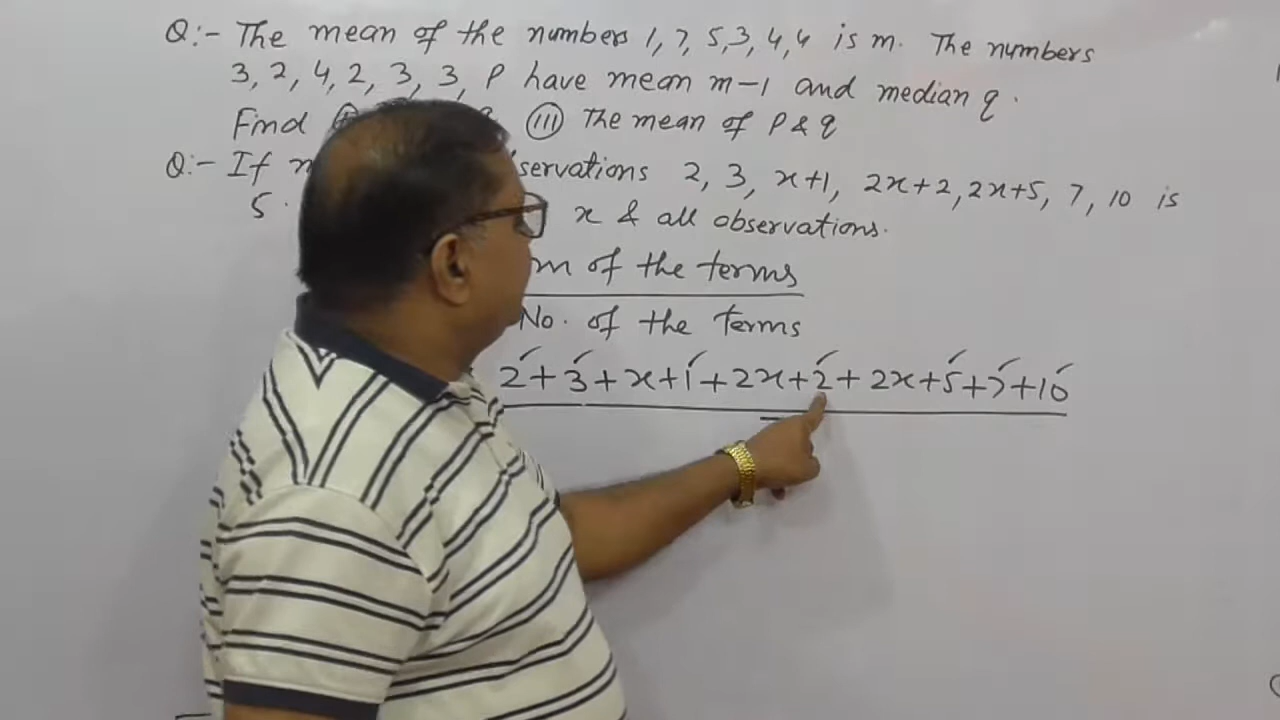 Q:- The mean of the numbers 1,7,5,3,4,4 is m. The numbers
3, 2, 4, 2, 3, 3, P have mean m-1 and median q.
Find (III) The mean of P & q
Q:- If observations 2, 3, x+1, 2x+2, 2x+5, 7, 10 is
5. x & all observations.
of the terms
No. of the terms
2+3+x+1+2x+2+2x+5+7+10